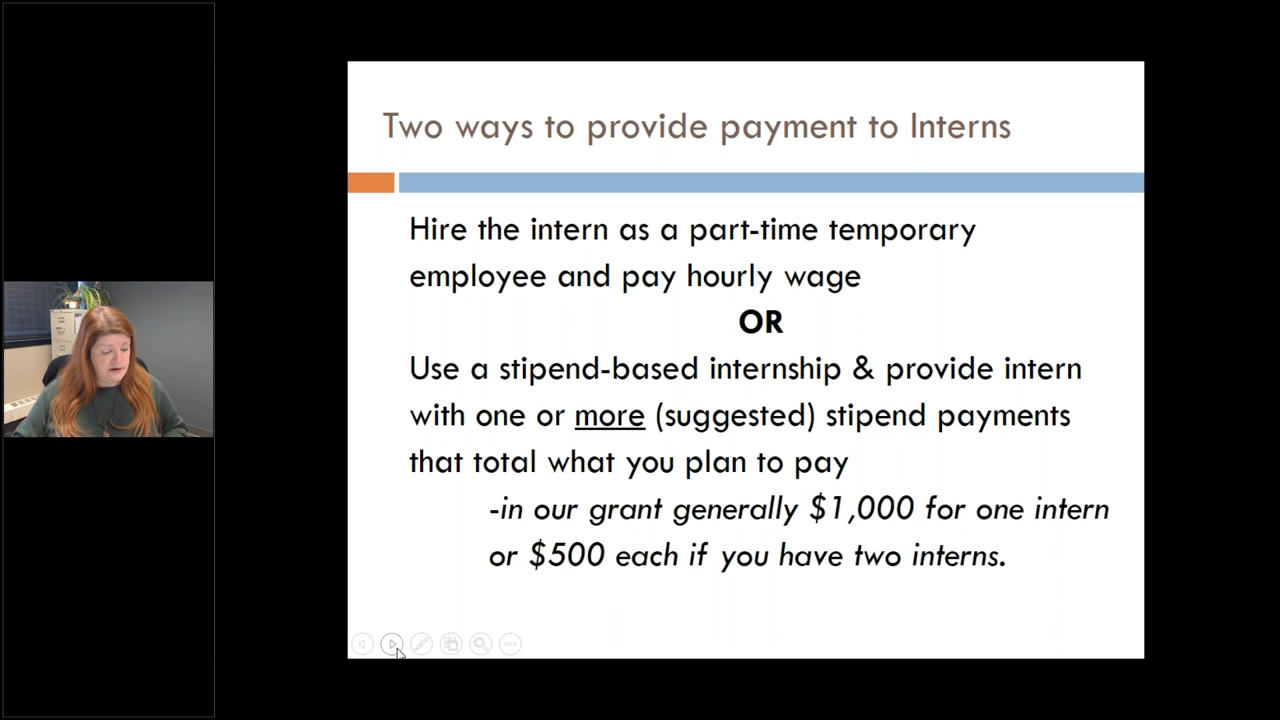 Two ways to provide payment to Interns
Hire the intern as a part-time temporary
employee and pay hourly wage
OR
Use a stipend-based internship & provide intern
with one or more (suggested) stipend payments
that total what you plan to pay
-in our grant generally $1,000 for one intern
or $500 each if you have two interns.